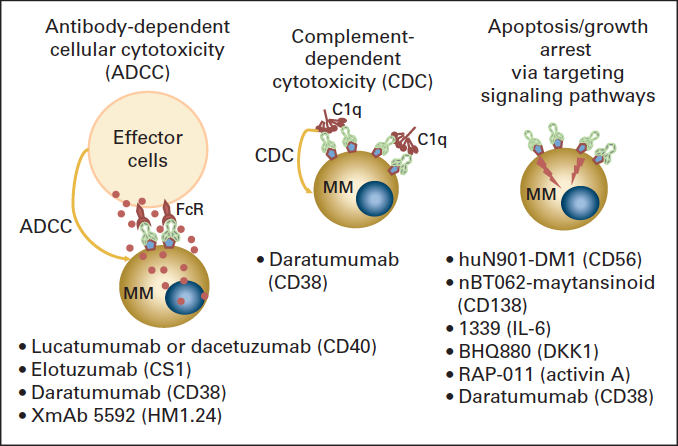 Antibody-dependent
cellular cytotoxicity
(ADCC)
Effector
cells
FcR
ADCC
MM
• Lucatumumab or dacetuzumab (CD40)
• Elotuzumab (CS1)
• Daratumumab (CD38)
• XmAb 5592 (HM1.24)
Complement-
dependent
cytotoxicity (CDC)
C1q
C1q
CDC
MM
• Daratumumab
(CD38)
Apoptosis/growth
arrest
via targeting
signaling pathways
MM
• huN901-DM1 (CD56)
• nBT062-maytansinoid
(CD138)
• 1339 (IL-6)
• BHQ880 (DKK1)
• RAP-011 (activin A)
• Daratumumab (CD38)